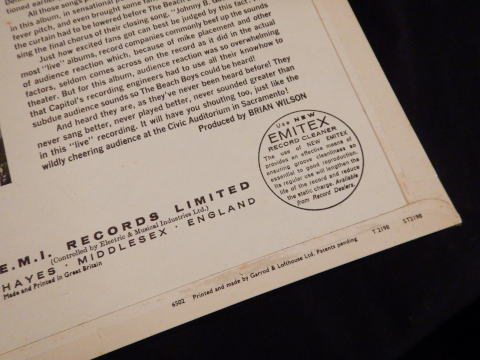 All those songs
in this album, in sensational po
fever pitch, and even brought some fan
the curtain had to be lowered before The Beach
sing the final chorus of their closing song, "Johnny B. Goo
Just how excited fans got can best be judged by this fact:
most "live" albums, record companies commonly beef up the sounds
of audience reaction which, because of mike placement and other
factors, seldom comes across on the record as it did in the actual
theater. But for this album, audience reaction was so overwhelming
that Capitol's recording engineers had to use all their knowhow to
subdue audience sounds so The Beach Boys could be heard!
And heard they are, as they've never been heard before! They
never sang better, never played better, never sounded greater than
in this "live" recording. It will have you shouting too, just like the
wildly cheering audience at the Civic Auditorium in Sacramento!
Produced by BRIAN WILSON
Use NEW
EMITEX
RECORD CLEANER
The use of NEW EMITEX
provides an effective means of
ensuring groove cleanliness so
essential to good reproduction.
Its regular use will lengthen the
life of the record and reduce
the static charge. Available
from Record Dealers.
E.M.I. RECORDS LIMITED
(Controlled by Electric & Musical Industries Ltd.)
HAYES · MIDDLESEX · ENGLAND
Made and Printed in Great Britain
6502 Printed and made by Garrod & Lofthouse Ltd. Patents pending T 2198 ST2198